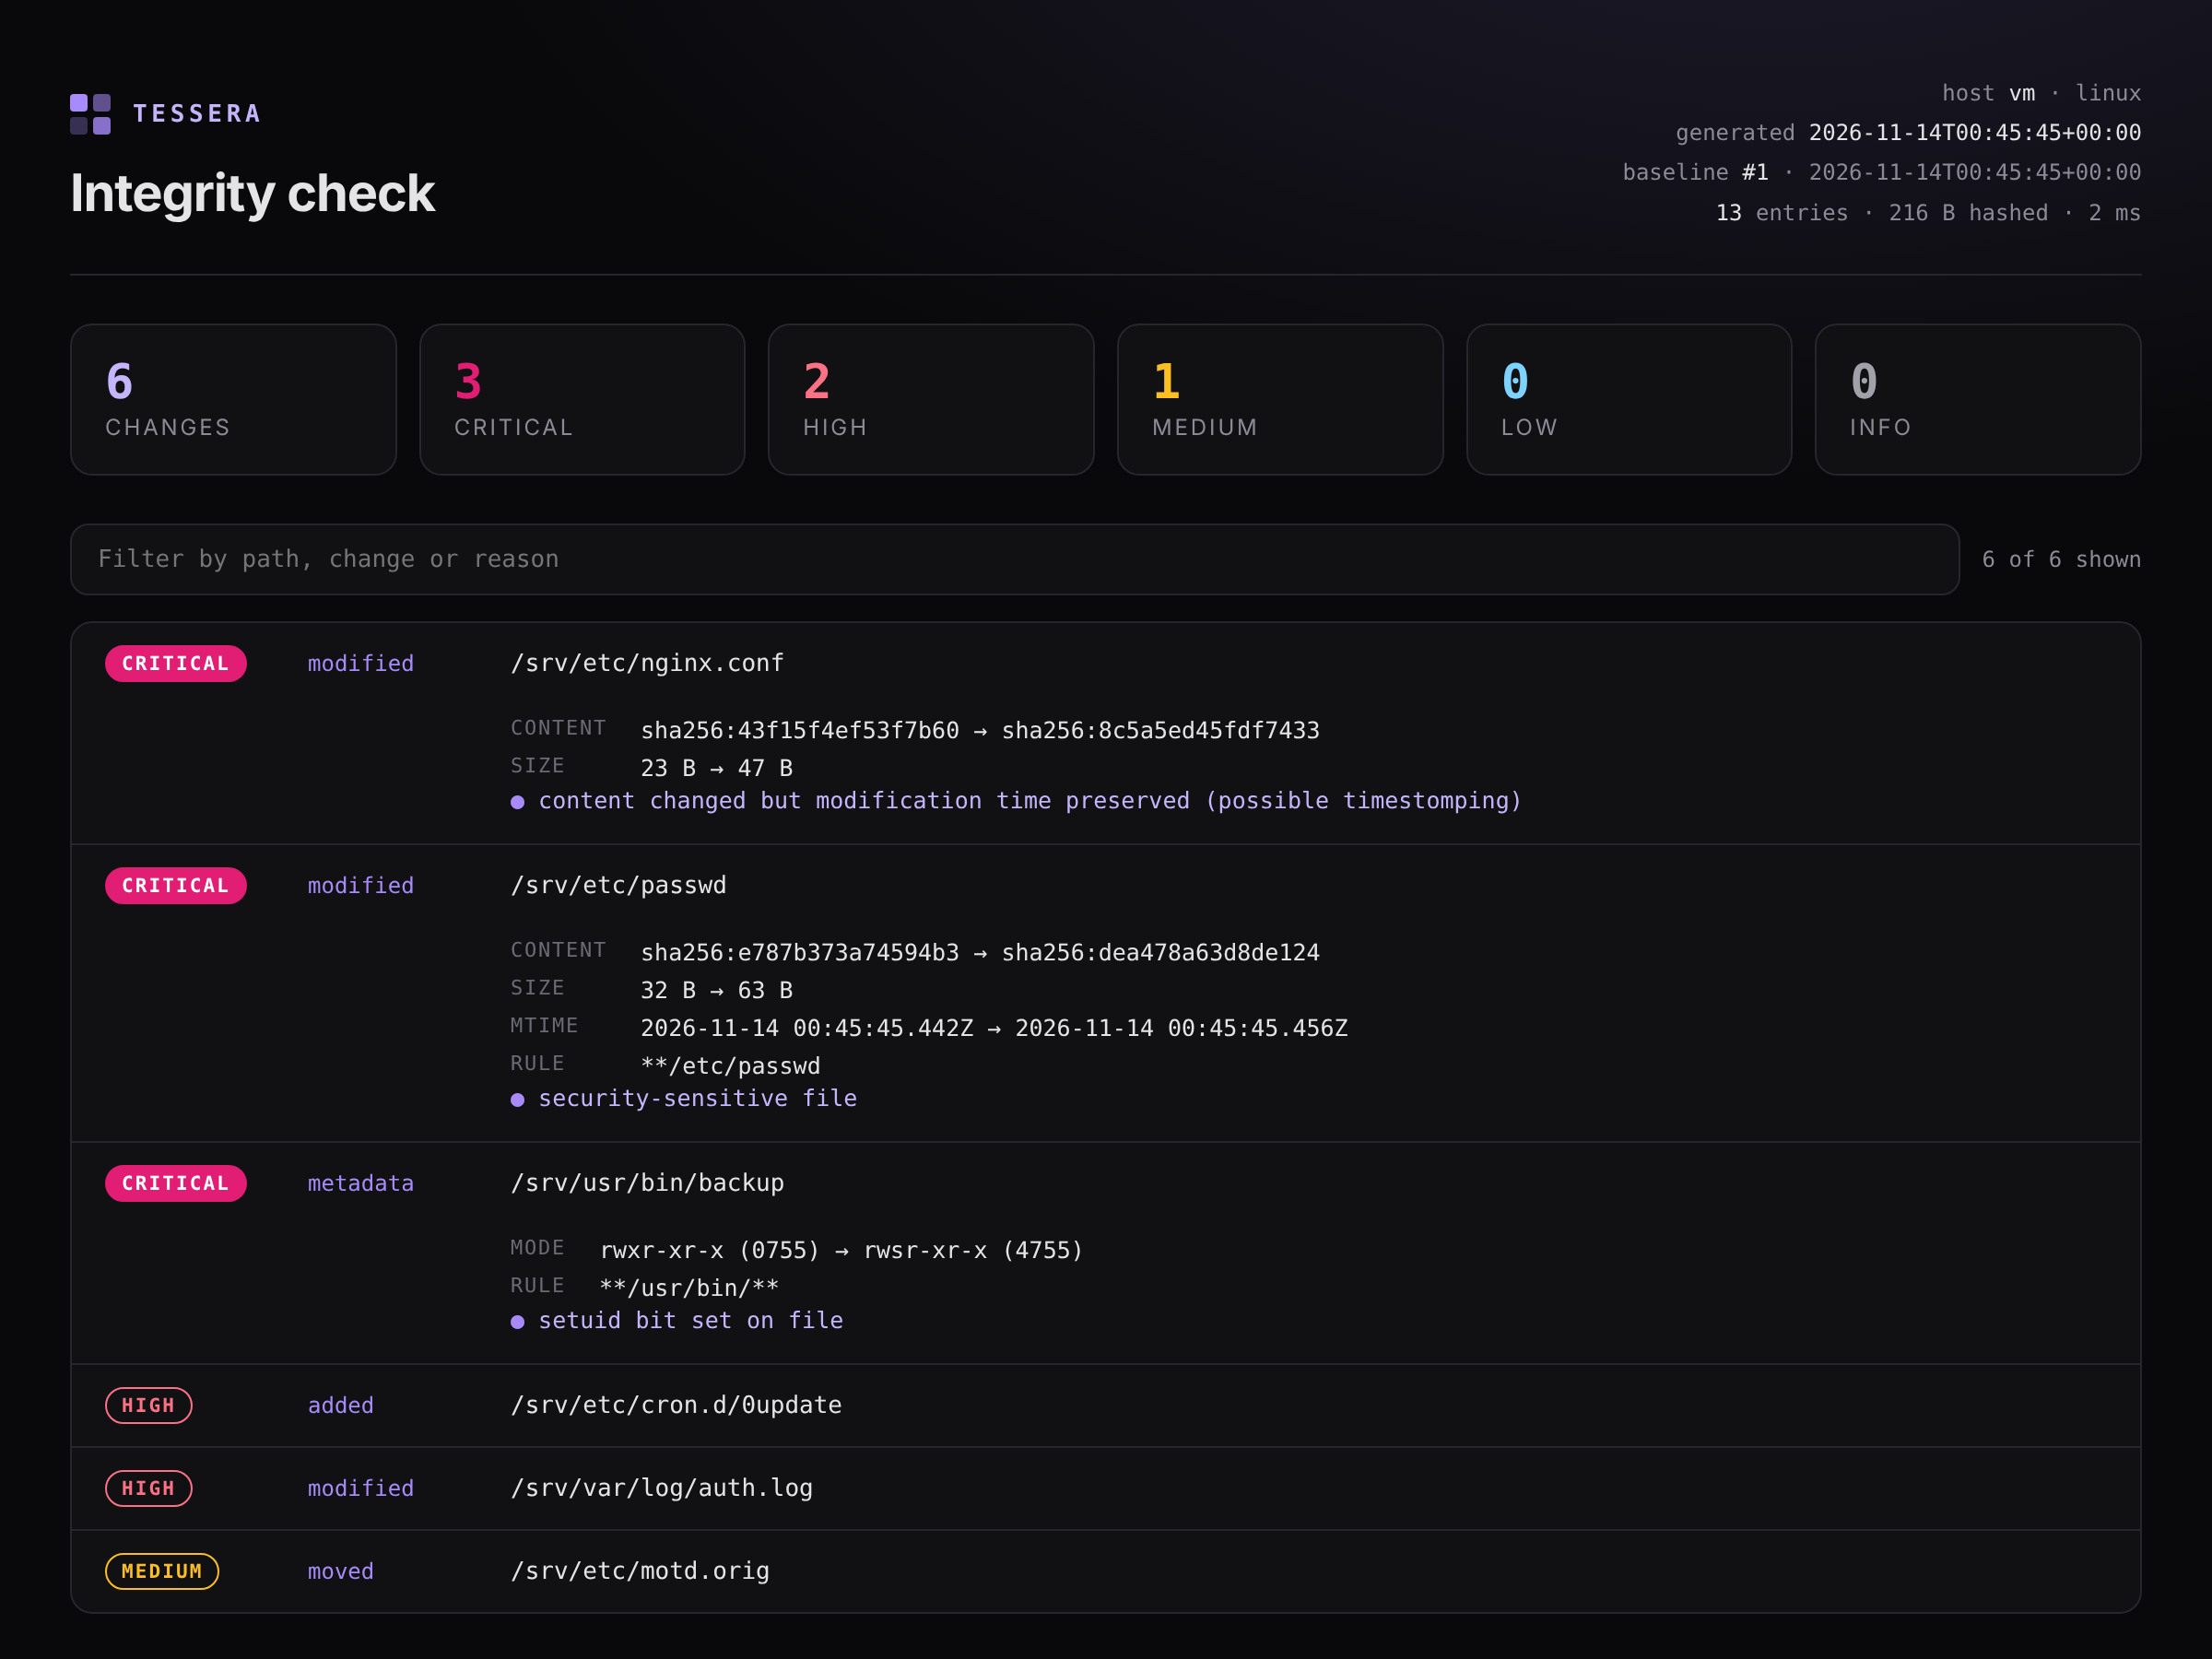 TESSERA
Integrity check
host vm · linux
generated 2026-11-14T00:45:45+00:00
baseline #1 · 2026-11-14T00:45:45+00:00
13 entries · 216 B hashed · 2 ms
6
CHANGES
3
CRITICAL
2
HIGH
1
MEDIUM
0
LOW
0
INFO
Filter by path, change or reason
6 of 6 shown
CRITICAL modified /srv/etc/nginx.conf
CONTENT sha256:43f15f4ef53f7b60 → sha256:8c5a5ed45fdf7433
SIZE 23 B → 47 B
● content changed but modification time preserved (possible timestomping)
CRITICAL modified /srv/etc/passwd
CONTENT sha256:e787b373a74594b3 → sha256:dea478a63d8de124
SIZE 32 B → 63 B
MTIME 2026-11-14 00:45:45.442Z → 2026-11-14 00:45:45.456Z
RULE **/etc/passwd
● security-sensitive file
CRITICAL metadata /srv/usr/bin/backup
MODE rwxr-xr-x (0755) → rwsr-xr-x (4755)
RULE **/usr/bin/**
● setuid bit set on file
HIGH added /srv/etc/cron.d/0update
HIGH modified /srv/var/log/auth.log
MEDIUM moved /srv/etc/motd.orig